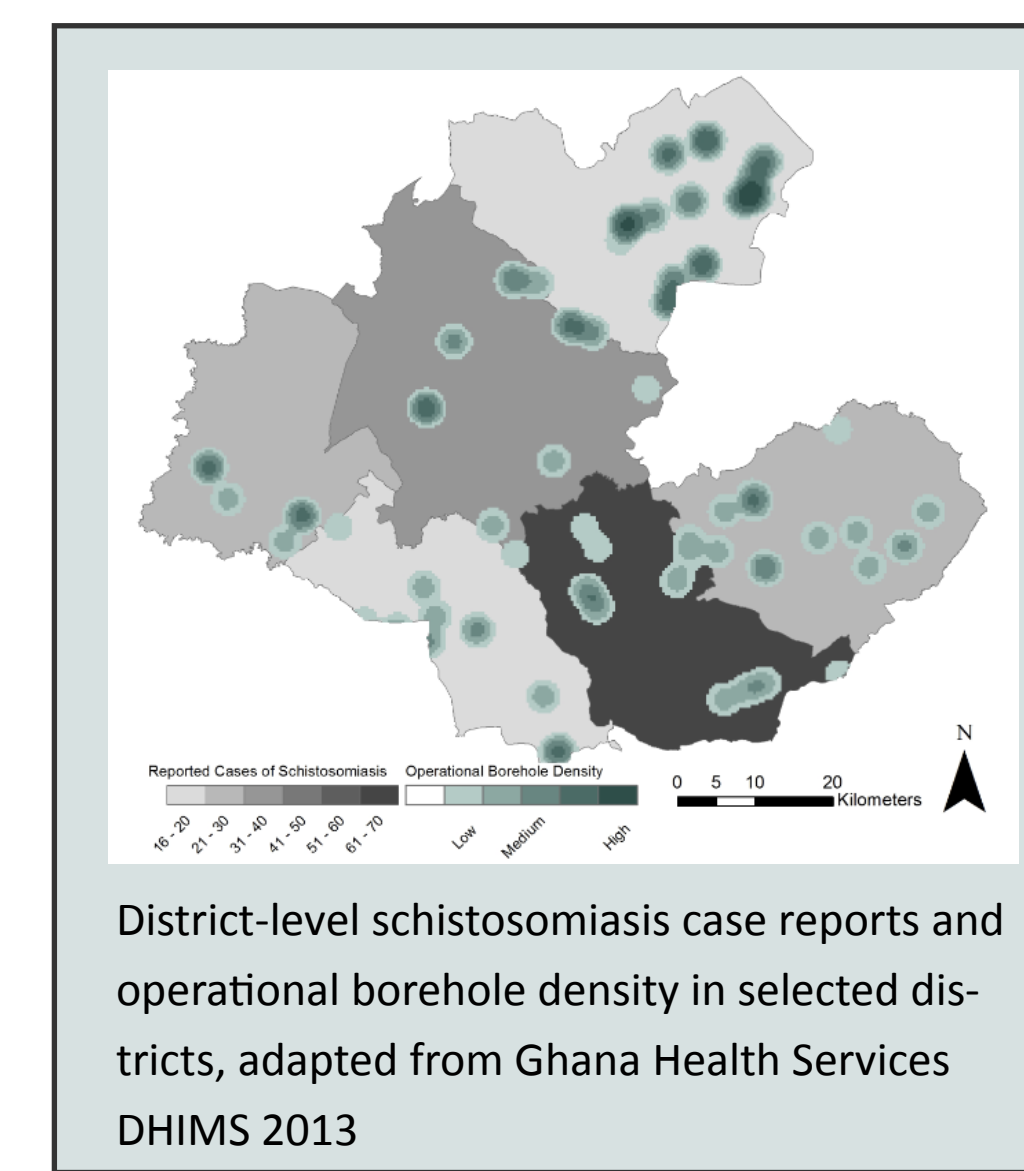 N
Reported Cases of Schistosomiasis
16 - 20
21 - 30
31 - 40
41 - 50
51 - 60
61 - 70
Operational Borehole Density
Low
Medium
High
0 5 10 20
Kilometers
District-level schistosomiasis case reports and
operational borehole density in selected dis-
tricts, adapted from Ghana Health Services
DHIMS 2013